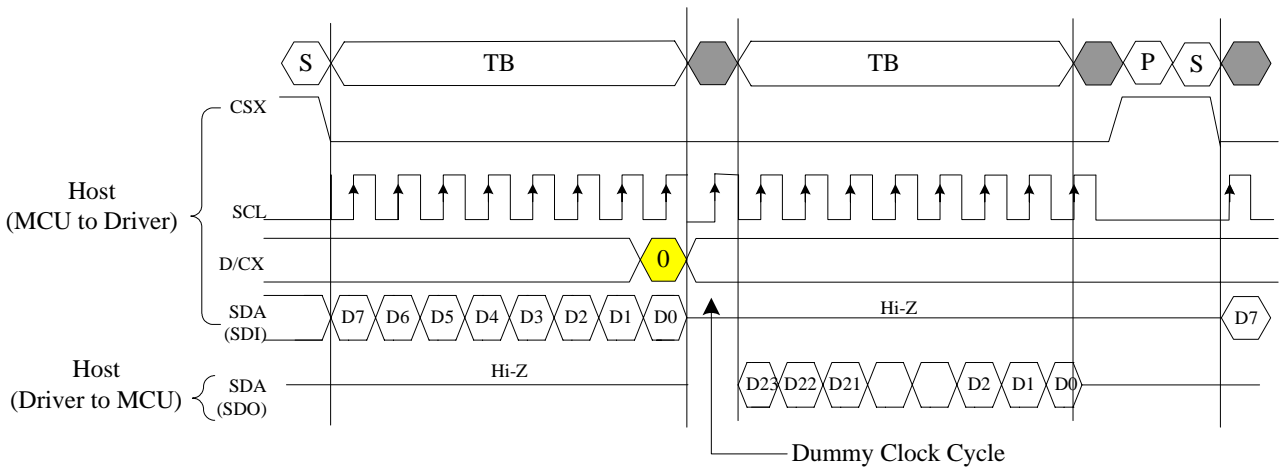 S TB TB P S
CSX
Host
(MCU to Driver)
SCL
D/CX 0
SDA
(SDI)
D7 D6 D5 D4 D3 D2 D1 D0 Hi-Z D7
Host
(Driver to MCU)
SDA
(SDO)
Hi-Z D23 D22 D21 D2 D1 D0
Dummy Clock Cycle